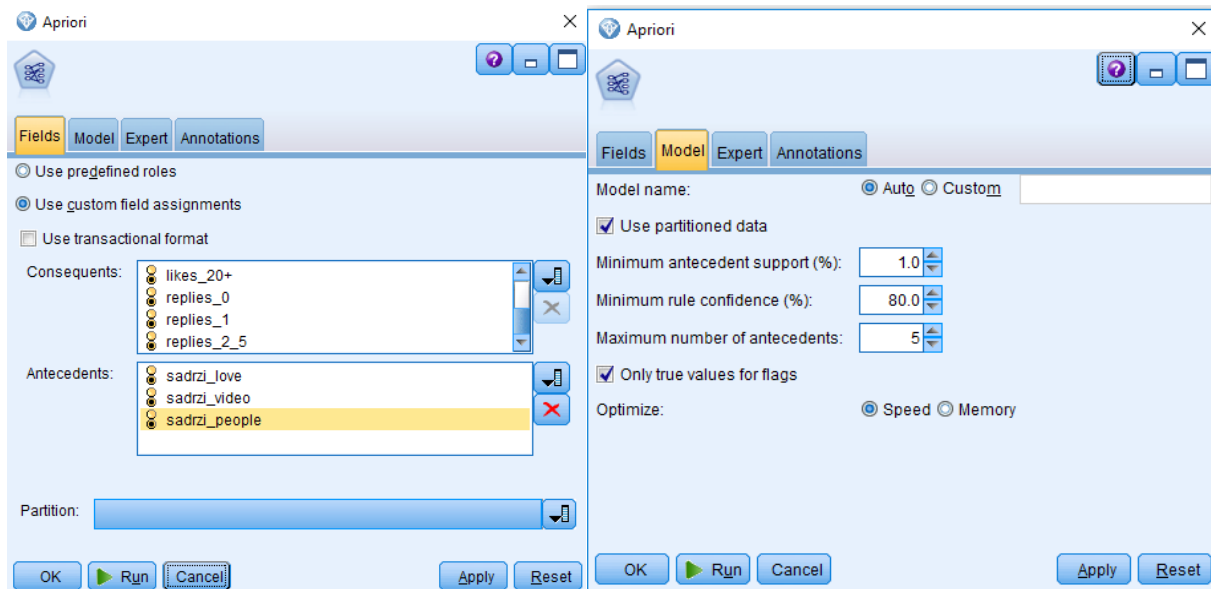 Apriori
Fields Model Expert Annotations
Use predefined roles
Use custom field assignments
Use transactional format
Consequents:
likes_20+
replies_0
replies_1
replies_2_5
Antecedents:
sadrzi_love
sadrzi_video
sadrzi_people
Partition:
OK Run Cancel Apply Reset
Apriori
Fields Model Expert Annotations
Model name: Auto Custom
Use partitioned data
Minimum antecedent support (%): 1.0
Minimum rule confidence (%): 80.0
Maximum number of antecedents: 5
Only true values for flags
Optimize: Speed Memory
OK Run Cancel Apply Reset